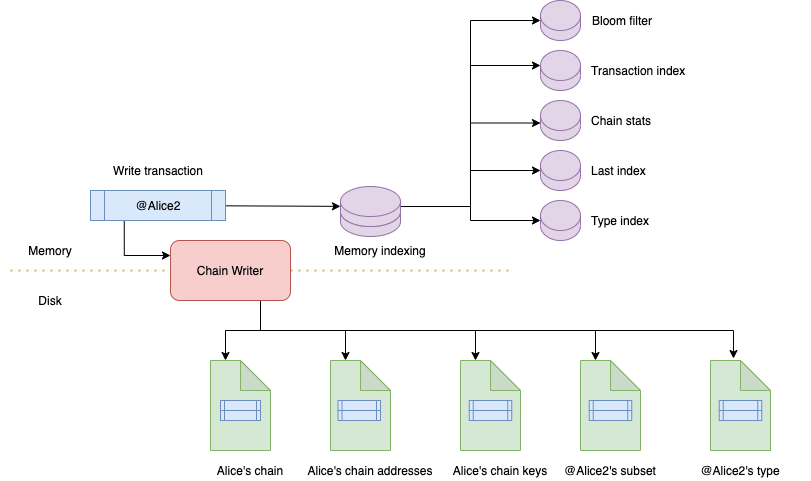 Bloom filter
Transaction index
Chain stats
Last index
Type index
Write transaction
@Alice2
Memory indexing
Memory
Chain Writer
Disk
Alice's chain
Alice's chain addresses
Alice's chain keys
@Alice2's subset
@Alice2's type